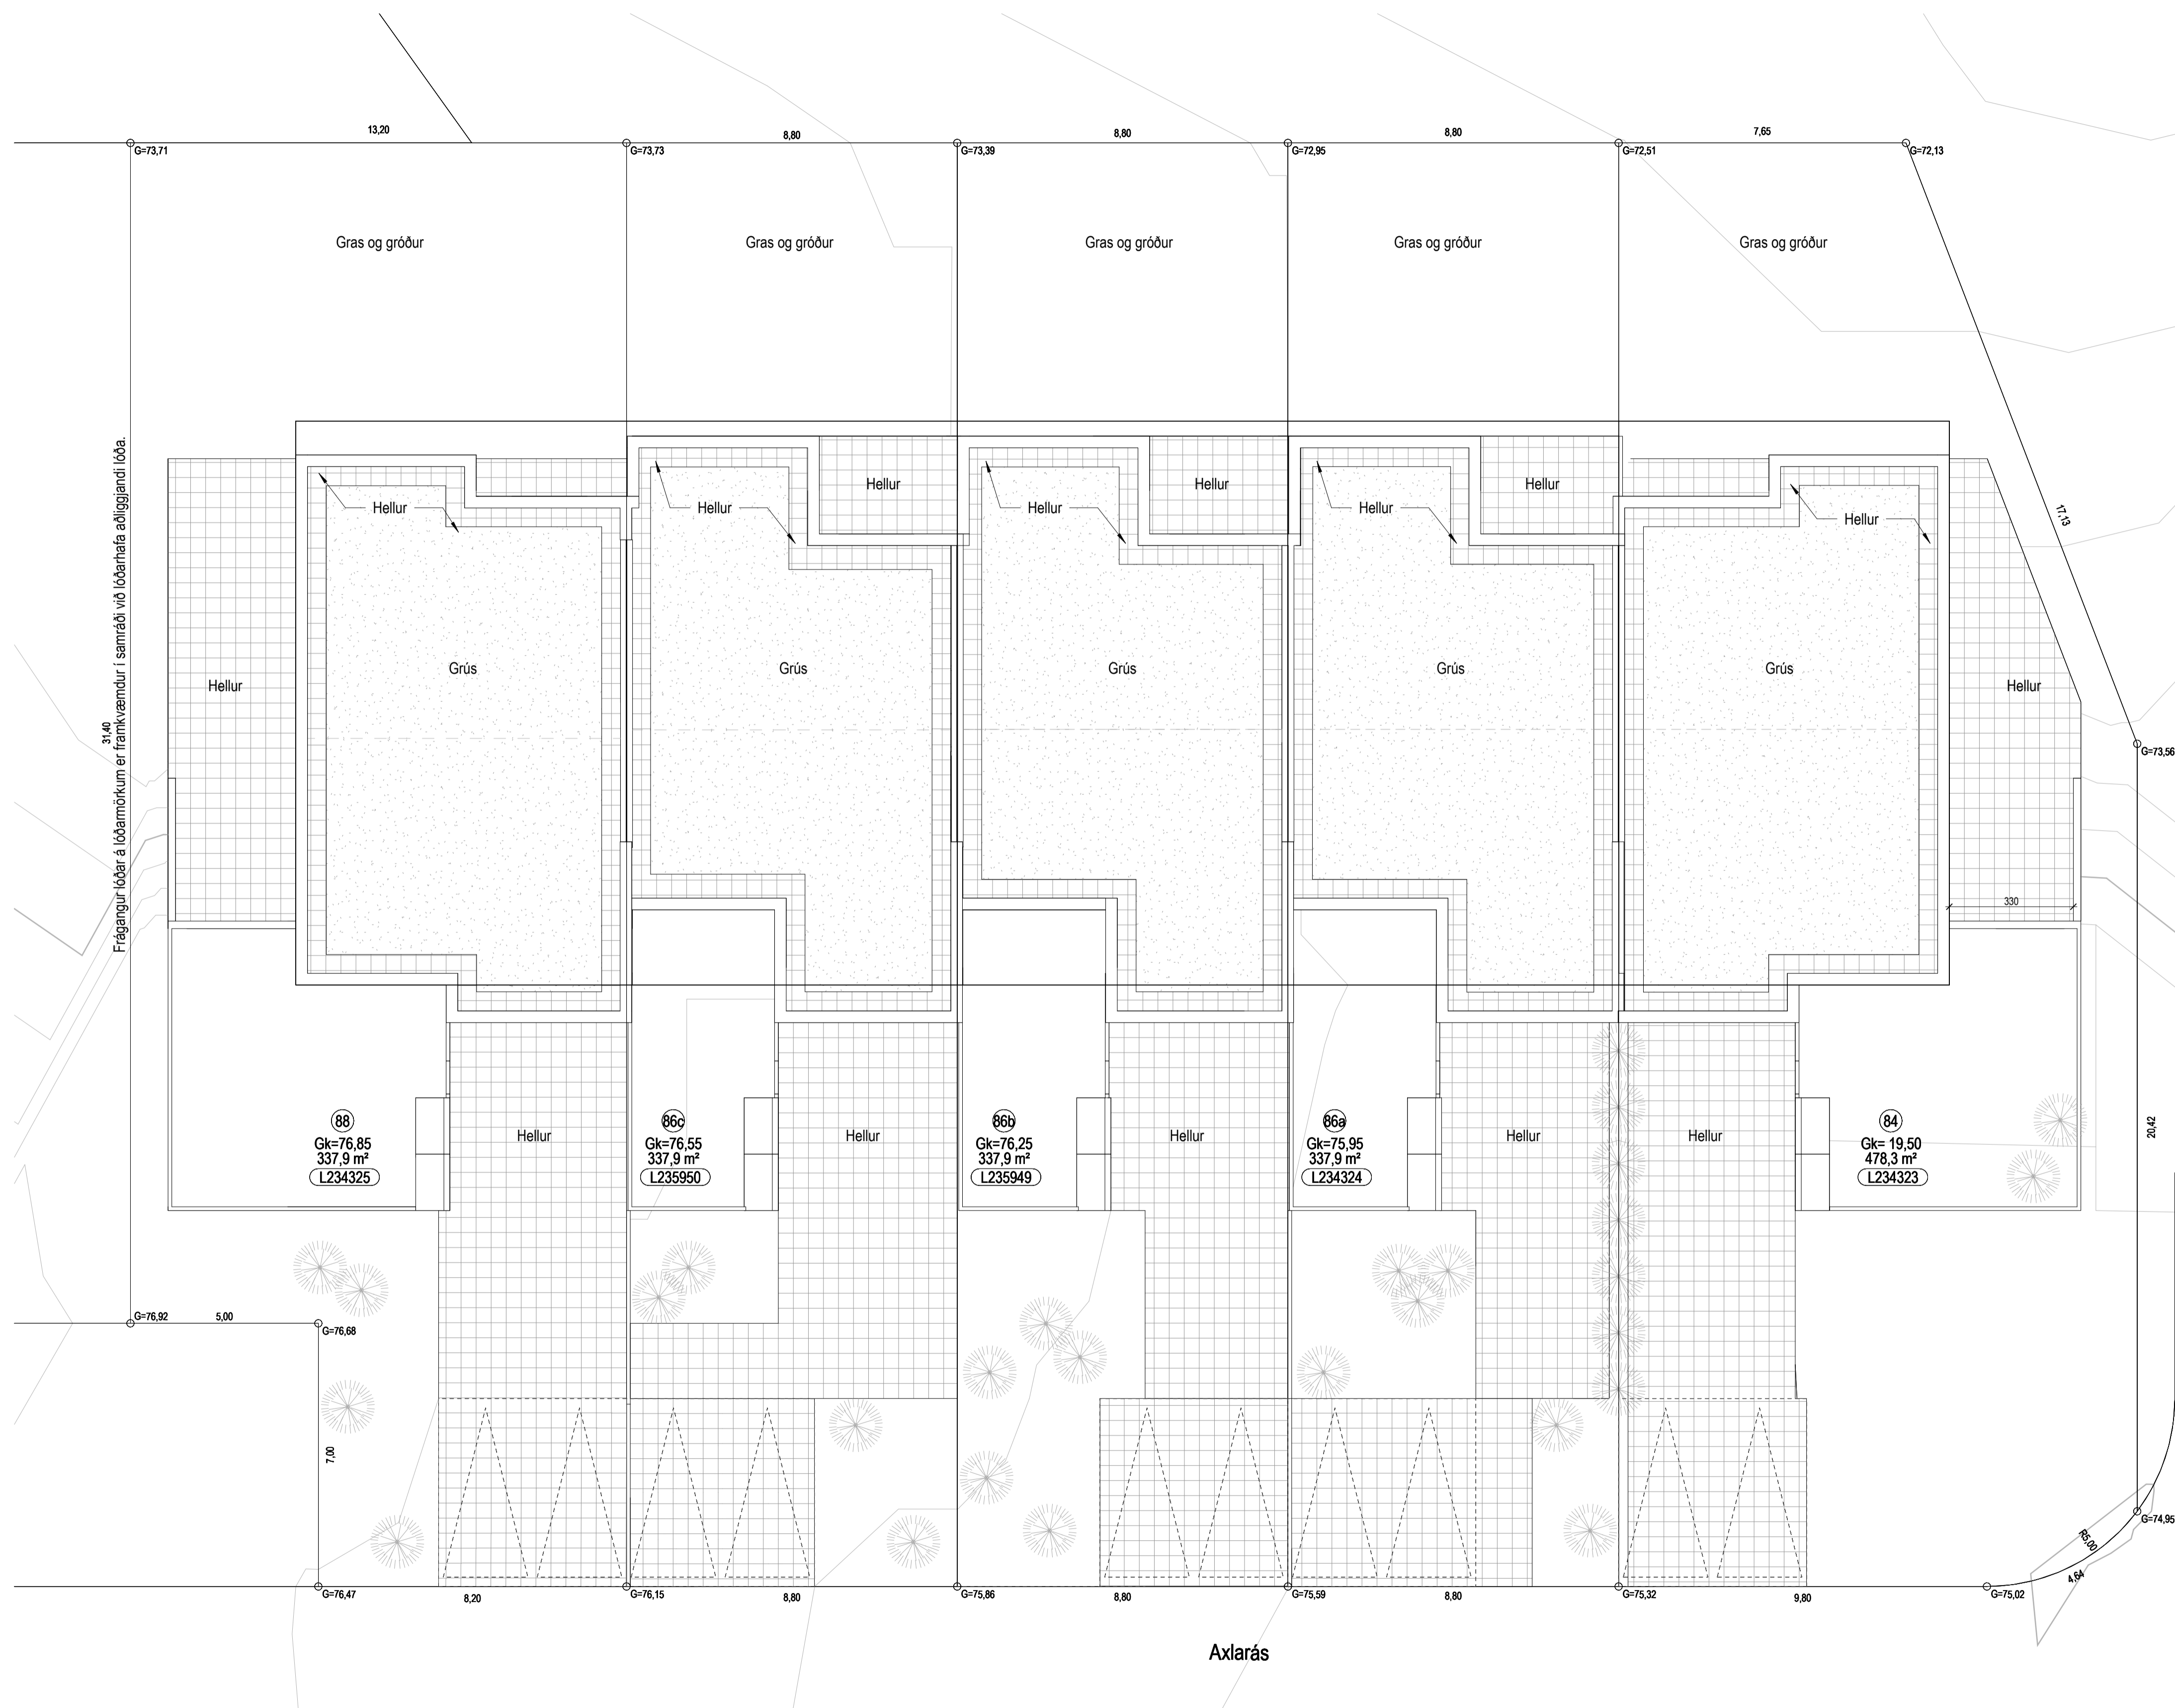 13,20
8,80
8,80
8,80
7,65
G=73,71
G=73,73
G=73,39
G=72,95
G=72,51
G=72,13
Gras og gróður
Gras og gróður
Gras og gróður
Gras og gróður
Gras og gróður
Hellur
Hellur
Hellur
Hellur
Hellur
Hellur
Hellur
Hellur
17,13
Grús
Grús
Grús
Grús
Grús
Hellur
Hellur
31,40
Frágangur lóðar á lóðarmörkum er framkvæmdur í samráði við lóðarhafa aðliggjandi lóða.
G=73,56
330
88
Gk=76,85
337,9 m²
L234325
Hellur
86c
Gk=76,55
337,9 m²
L235950
Hellur
86b
Gk=76,25
337,9 m²
L235949
Hellur
86a
Gk=75,95
337,9 m²
L234324
Hellur
Hellur
84
Gk= 19,50
478,3 m²
L234323
20,42
G=76,92
5,00
G=76,68
7,00
G=74,95
R5,00
4,64
G=76,47
8,20
G=76,15
8,80
G=75,86
8,80
G=75,59
8,80
G=75,32
9,80
G=75,02
Axlarás